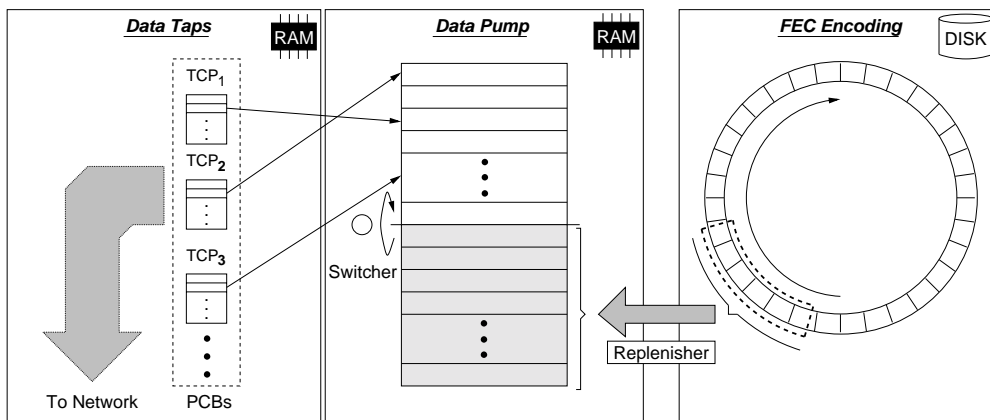 Data Taps
RAM
TCP1
TCP2
TCP3
To Network
PCBs
Data Pump
RAM
Switcher
Replenisher
FEC Encoding
DISK